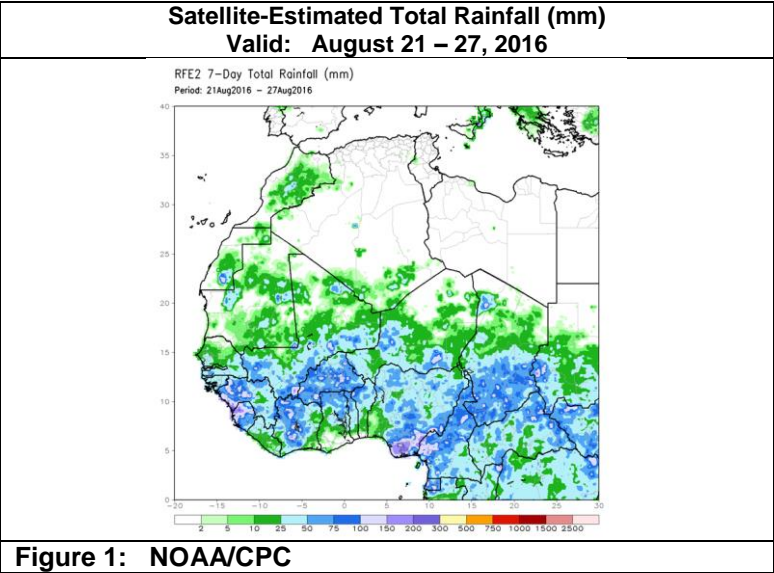 Satellite-Estimated Total Rainfall (mm)
Valid: August 21 – 27, 2016
RFE2 7-Day Total Rainfall (mm)
Period: 21Aug2016 – 27Aug2016
40
35
30
25
20
15
10
5
0
-20 -15 -10 -5 0 5 10 15 20 25 30
2 5 10 25 50 75 100 150 200 300 500 750 1000 1500 2500
Figure 1: NOAA/CPC